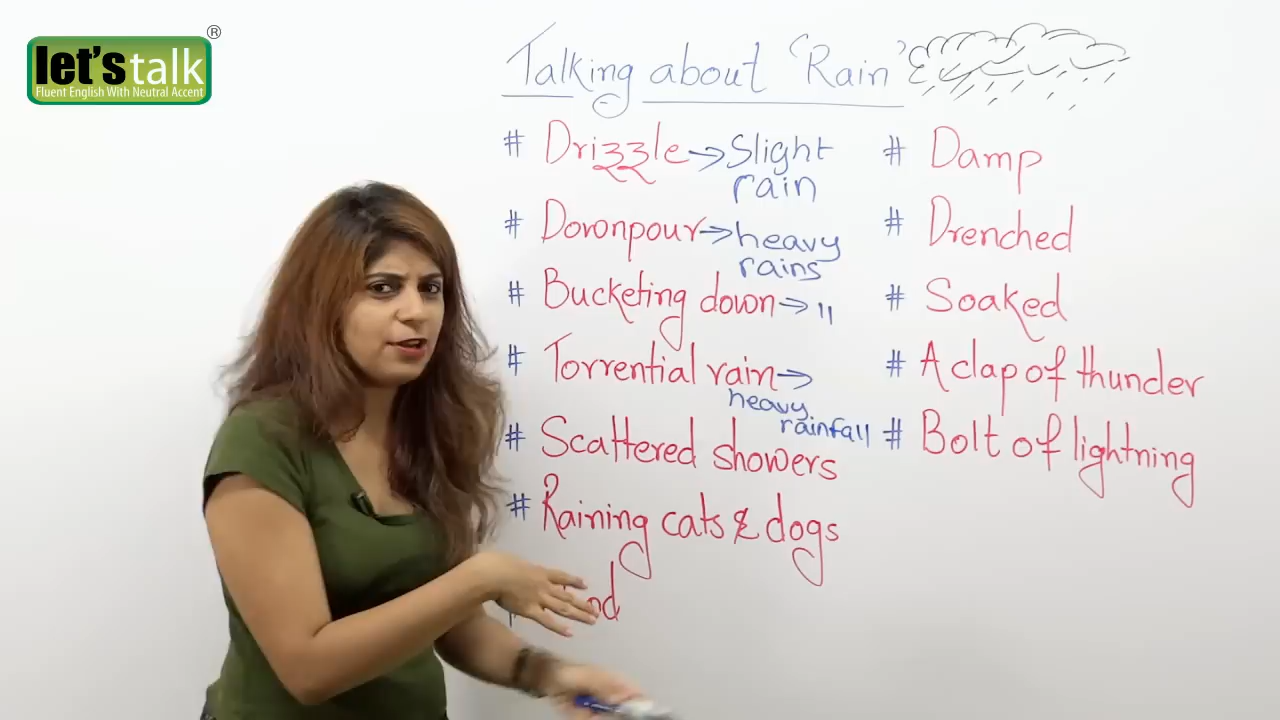 let's talk®
Fluent English With Neutral Accent
Talking about 'Rain'
# Drizzle → Slight
rain
# Downpour → heavy
rains
# Bucketing down → "
# Torrential rain →
heavy
rainfall
# Scattered showers
# Raining cats & dogs
# Damp
# Drenched
# Soaked
# A clap of thunder
# Bolt of lightning